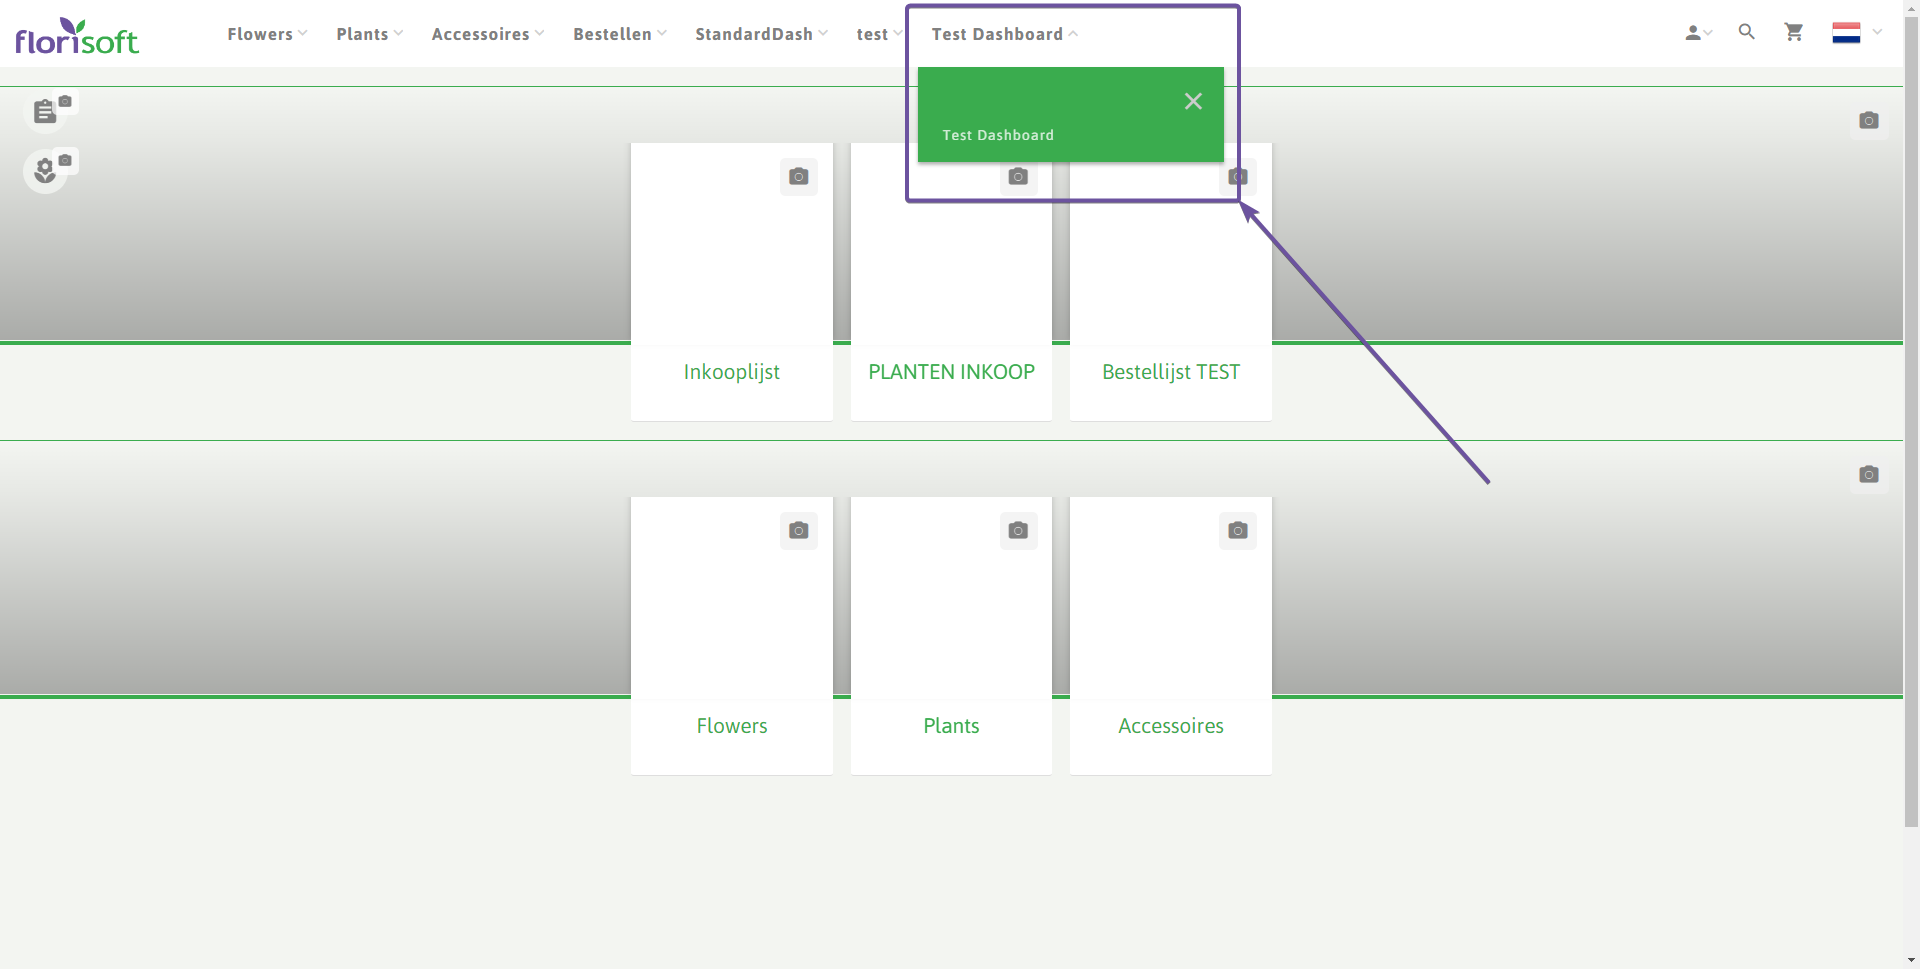 florisoft
Flowers Plants Accessoires Bestellen StandardDash test Test Dashboard
Test Dashboard
Inkooplijst PLANTEN INKOOP Bestellijst TEST
Flowers Plants Accessoires